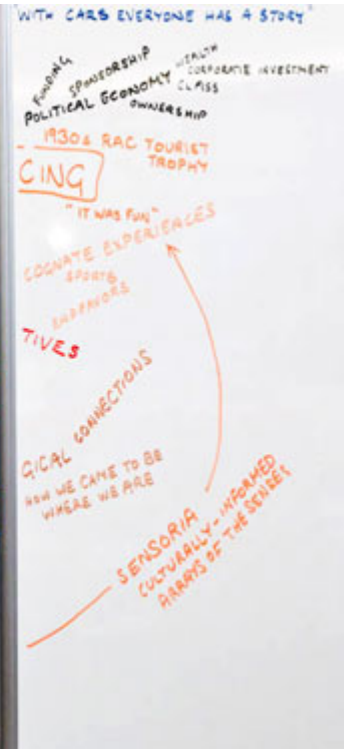 "WITH CARS EVERYONE HAS A STORY"
FUNDING
SPONSORSHIP
WEALTH
CORPORATE INVESTMENT
POLITICAL ECONOMY
CLASS
OWNERSHIP
1930s RAC TOURIST
TROPHY
CING
"IT WAS FUN"
COGNATE EXPERIENCES
SPORTS
ENDEAVORS
TIVES
GICAL CONNECTIONS
HOW WE CAME TO BE
WHERE WE ARE
SENSORIA
CULTURALLY-INFORMED
ARRAYS OF THE SENSES